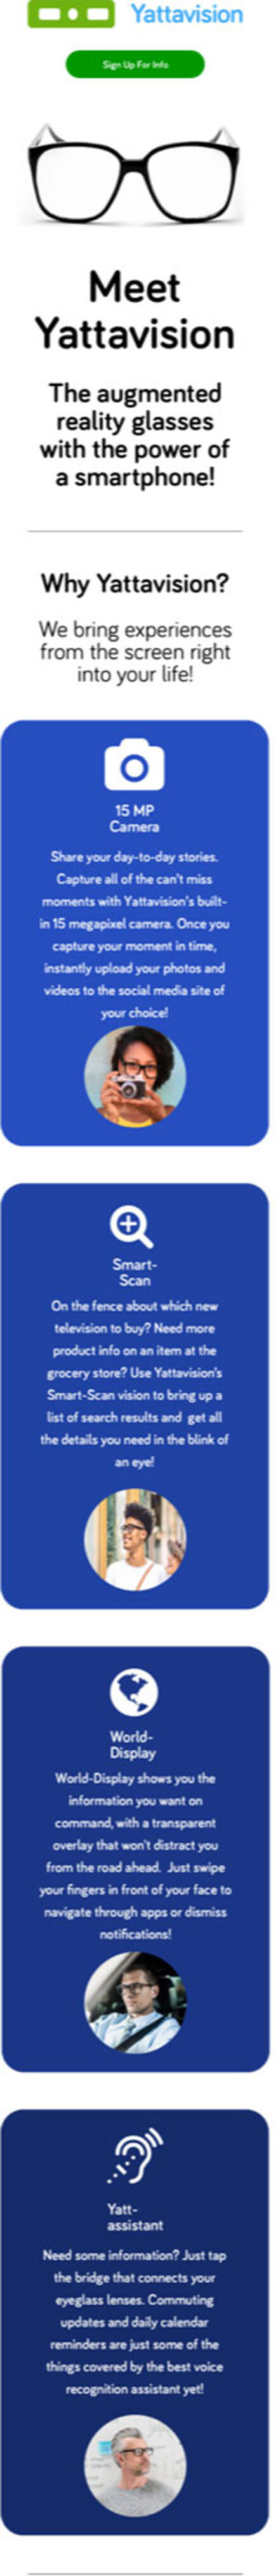 Yattavision
Sign Up For Info
Meet
Yattavision
The augmented
reality glasses
with the power of
a smartphone!
Why Yattavision?
We bring experiences
from the screen right
into your life!
15 MP
Camera
Share your day-to-day stories.
Capture all of the can't miss
moments with Yattavision's built-
in 15 megapixel camera. Once you
capture your moment in time,
instantly upload your photos and
videos to the social media site of
your choice!
Smart-
Scan
On the fence about which new
television to buy? Need more
product info on an item at the
grocery store? Use Yattavision's
Smart-Scan vision to bring up a
list of search results and get all
the details you need in the blink of
an eye!
World-
Display
World-Display shows you the
information you want on
command, with a transparent
overlay that won't distract you
from the road ahead. Just swipe
your fingers in front of your face to
navigate through apps or dismiss
notifications!
Yatt-
assistant
Need some information? Just tap
the bridge that connects your
eyeglass lenses. Commuting
updates and daily calendar
reminders are just some of the
things covered by the best voice
recognition assistant yet!